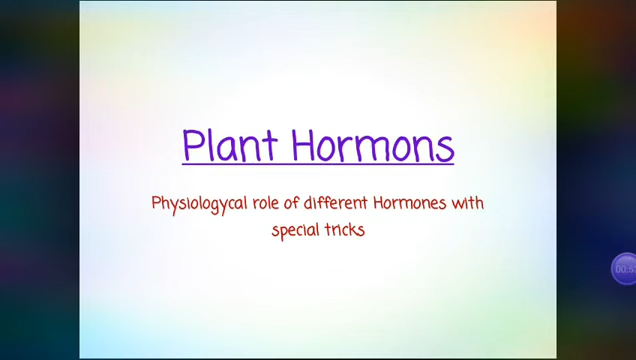 Plant Hormons
Physiologycal role of different Hormones with
special tricks